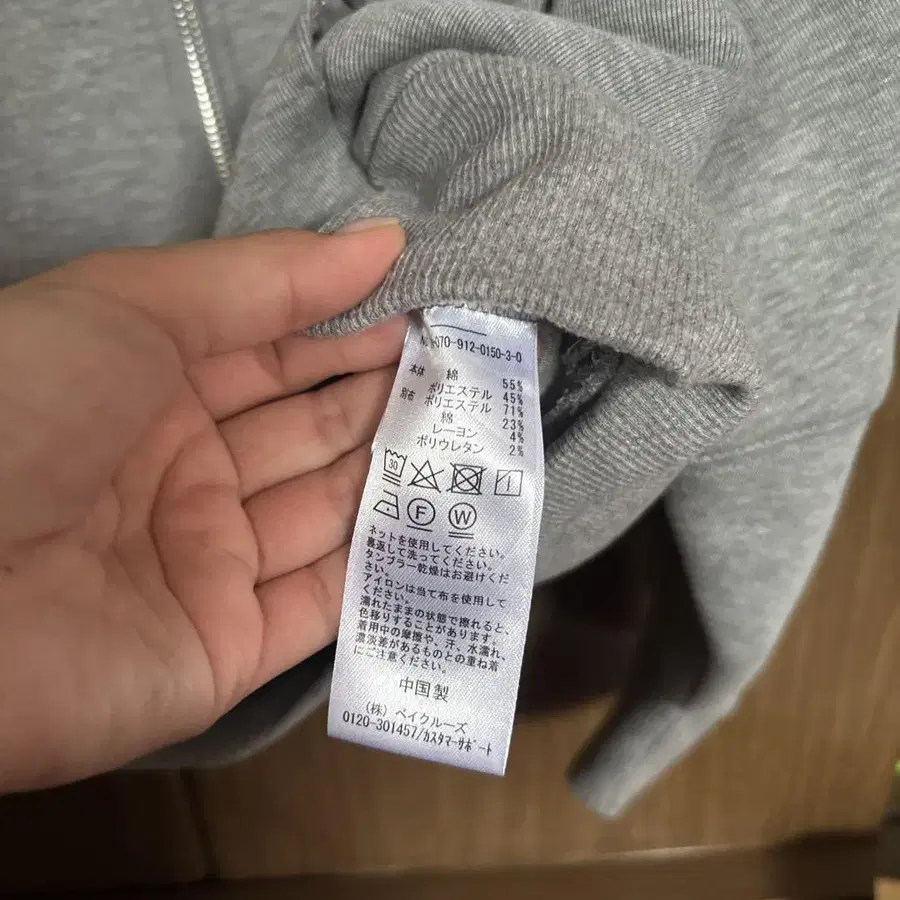 -070-912-0150-3-0
本体 綿 55%
ポリエステル 45%
別布 ポリエステル 71%
綿 23%
レーヨン 4%
ポリウレタン 2%
30
F W
ネットを使用してください。
裏返して洗ってください。
タンブラー乾燥はお避けくだ
さい。
アイロンは当て布を使用して
ください。
濡れたままの状態で擦れると、
色移りすることがあります。
着用中の摩擦や、汗、水濡れ、
濃淡差があるものとの重ね着
にご注意ください。
中国製
(株) ベイクルーズ
0120-301457/カスタマーサポート